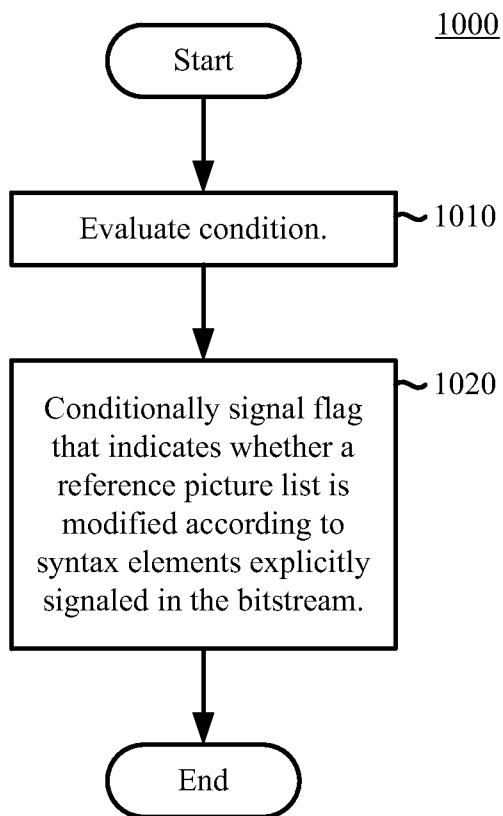 1000
Start
Evaluate condition.
1010
1020
Conditionally signal flag
that indicates whether a
reference picture list is
modified according to
syntax elements explicitly
signaled in the bitstream.
End